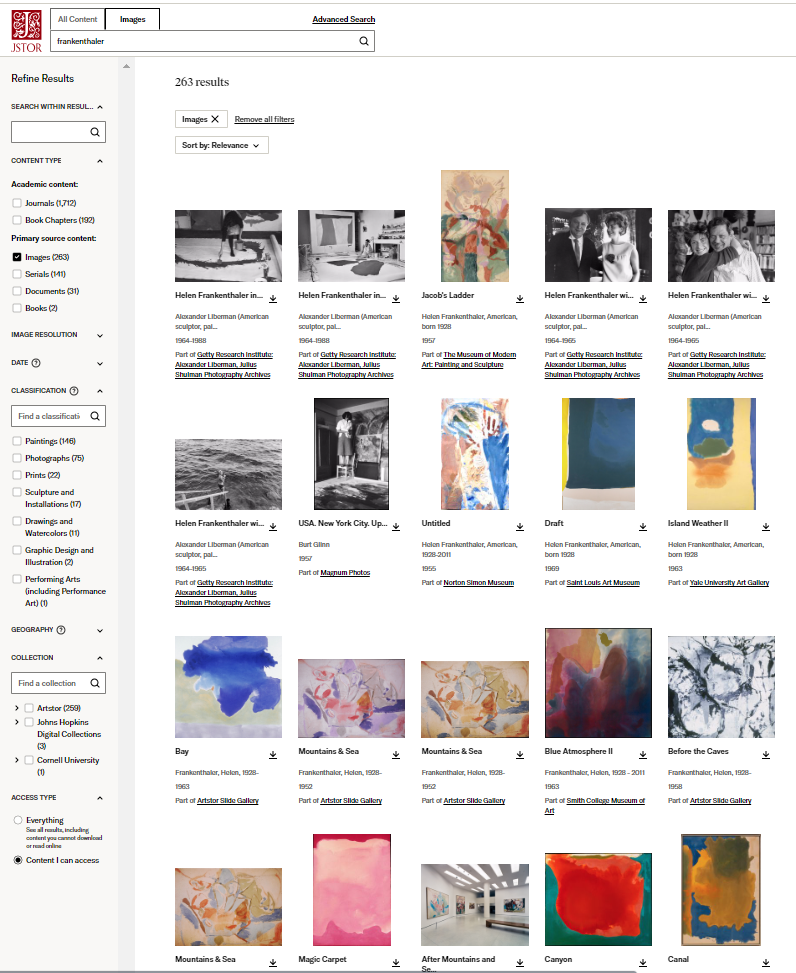 All Content
Images
Advanced Search
JSTOR
frankenthaler
Refine Results
SEARCH WITHIN RESUL...
CONTENT TYPE
Academic content:
Journals (1,712)
Book Chapters (192)
Primary source content:
Images (263)
Serials (141)
Documents (31)
Books (2)
IMAGE RESOLUTION
DATE ?
CLASSIFICATION ?
Find a classificati
Paintings (146)
Photographs (75)
Prints (22)
Sculpture and
Installations (17)
Drawings and
Watercolors (11)
Graphic Design and
Illustration (2)
Performing Arts
(including Performance
Art) (1)
GEOGRAPHY ?
COLLECTION
Find a collection
Artstor (259)
Johns Hopkins
Digital Collections
(3)
Cornell University
(1)
ACCESS TYPE
Everything
See all results, including
content you cannot download
or read online
Content I can access
263 results
Images
Remove all filters
Sort by: Relevance
Helen Frankenthaler in...
Alexander Liberman (American
sculptor, pai...
1964-1988
Part of Getty Research Institute:
Alexander Liberman, Julius
Shulman Photography Archives
Helen Frankenthaler in...
Alexander Liberman (American
sculptor, pai...
1964-1988
Part of Getty Research Institute:
Alexander Liberman, Julius
Shulman Photography Archives
Jacob's Ladder
Helen Frankenthaler, American,
born 1928
1957
Part of The Museum of Modern
Art: Painting and Sculpture
Helen Frankenthaler wi...
Alexander Liberman (American
sculptor, pai...
1964-1965
Part of Getty Research Institute:
Alexander Liberman, Julius
Shulman Photography Archives
Helen Frankenthaler wi...
Alexander Liberman (American
sculptor, pai...
1964-1965
Part of Getty Research Institute:
Alexander Liberman, Julius
Shulman Photography Archives
Helen Frankenthaler wi...
Alexander Liberman (American
sculptor, pai...
1964-1965
Part of Getty Research Institute:
Alexander Liberman, Julius
Shulman Photography Archives
USA. New York City. Up...
Burt Glinn
1957
Part of Magnum Photos
Untitled
Helen Frankenthaler, American,
1928-2011
1955
Part of Norton Simon Museum
Draft
Helen Frankenthaler, American,
born 1928
1969
Part of Saint Louis Art Museum
Island Weather II
Helen Frankenthaler, American,
born 1928
1963
Part of Yale University Art Gallery
Bay
Frankenthaler, Helen, 1928-
1963
Part of Artstor Slide Gallery
Mountains & Sea
Frankenthaler, Helen, 1928-
1952
Part of Artstor Slide Gallery
Mountains & Sea
Frankenthaler, Helen, 1928-
1952
Part of Artstor Slide Gallery
Blue Atmosphere II
Frankenthaler, Helen, 1928 - 2011
1963
Part of Smith College Museum of
Art
Before the Caves
Frankenthaler, Helen, 1928-
1958
Part of Artstor Slide Gallery
Mountains & Sea
Magic Carpet
After Mountains and
Se...
Canyon
Canal